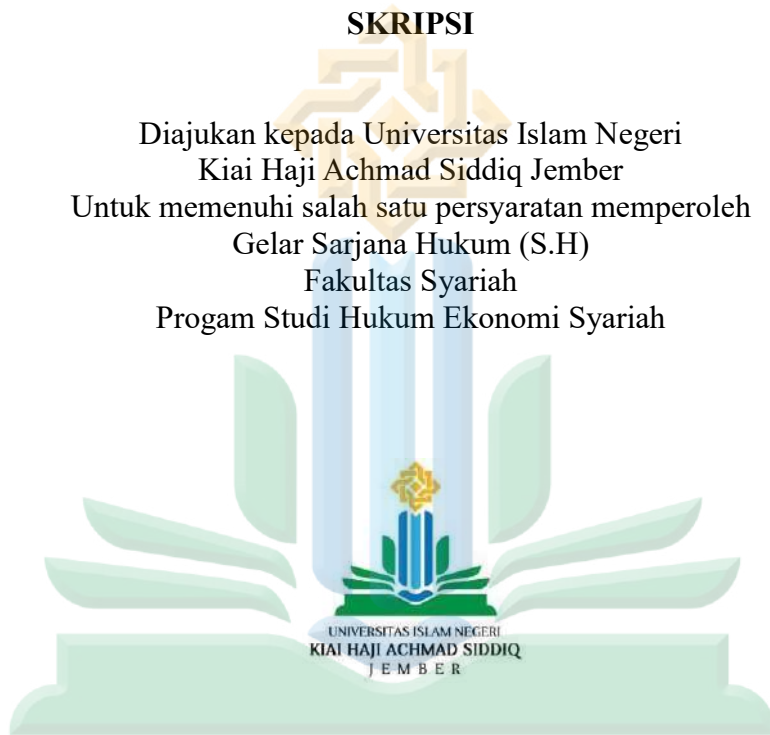 SKRIPSI
Diajukan kepada Universitas Islam Negeri
Kiai Haji Achmad Siddiq Jember
Untuk memenuhi salah satu persyaratan memperoleh
Gelar Sarjana Hukum (S.H)
Fakultas Syariah
Progam Studi Hukum Ekonomi Syariah
UNIVERSITAS ISLAM NEGERI
KIAI HAJI ACHMAD SIDDIQ
JEMBER